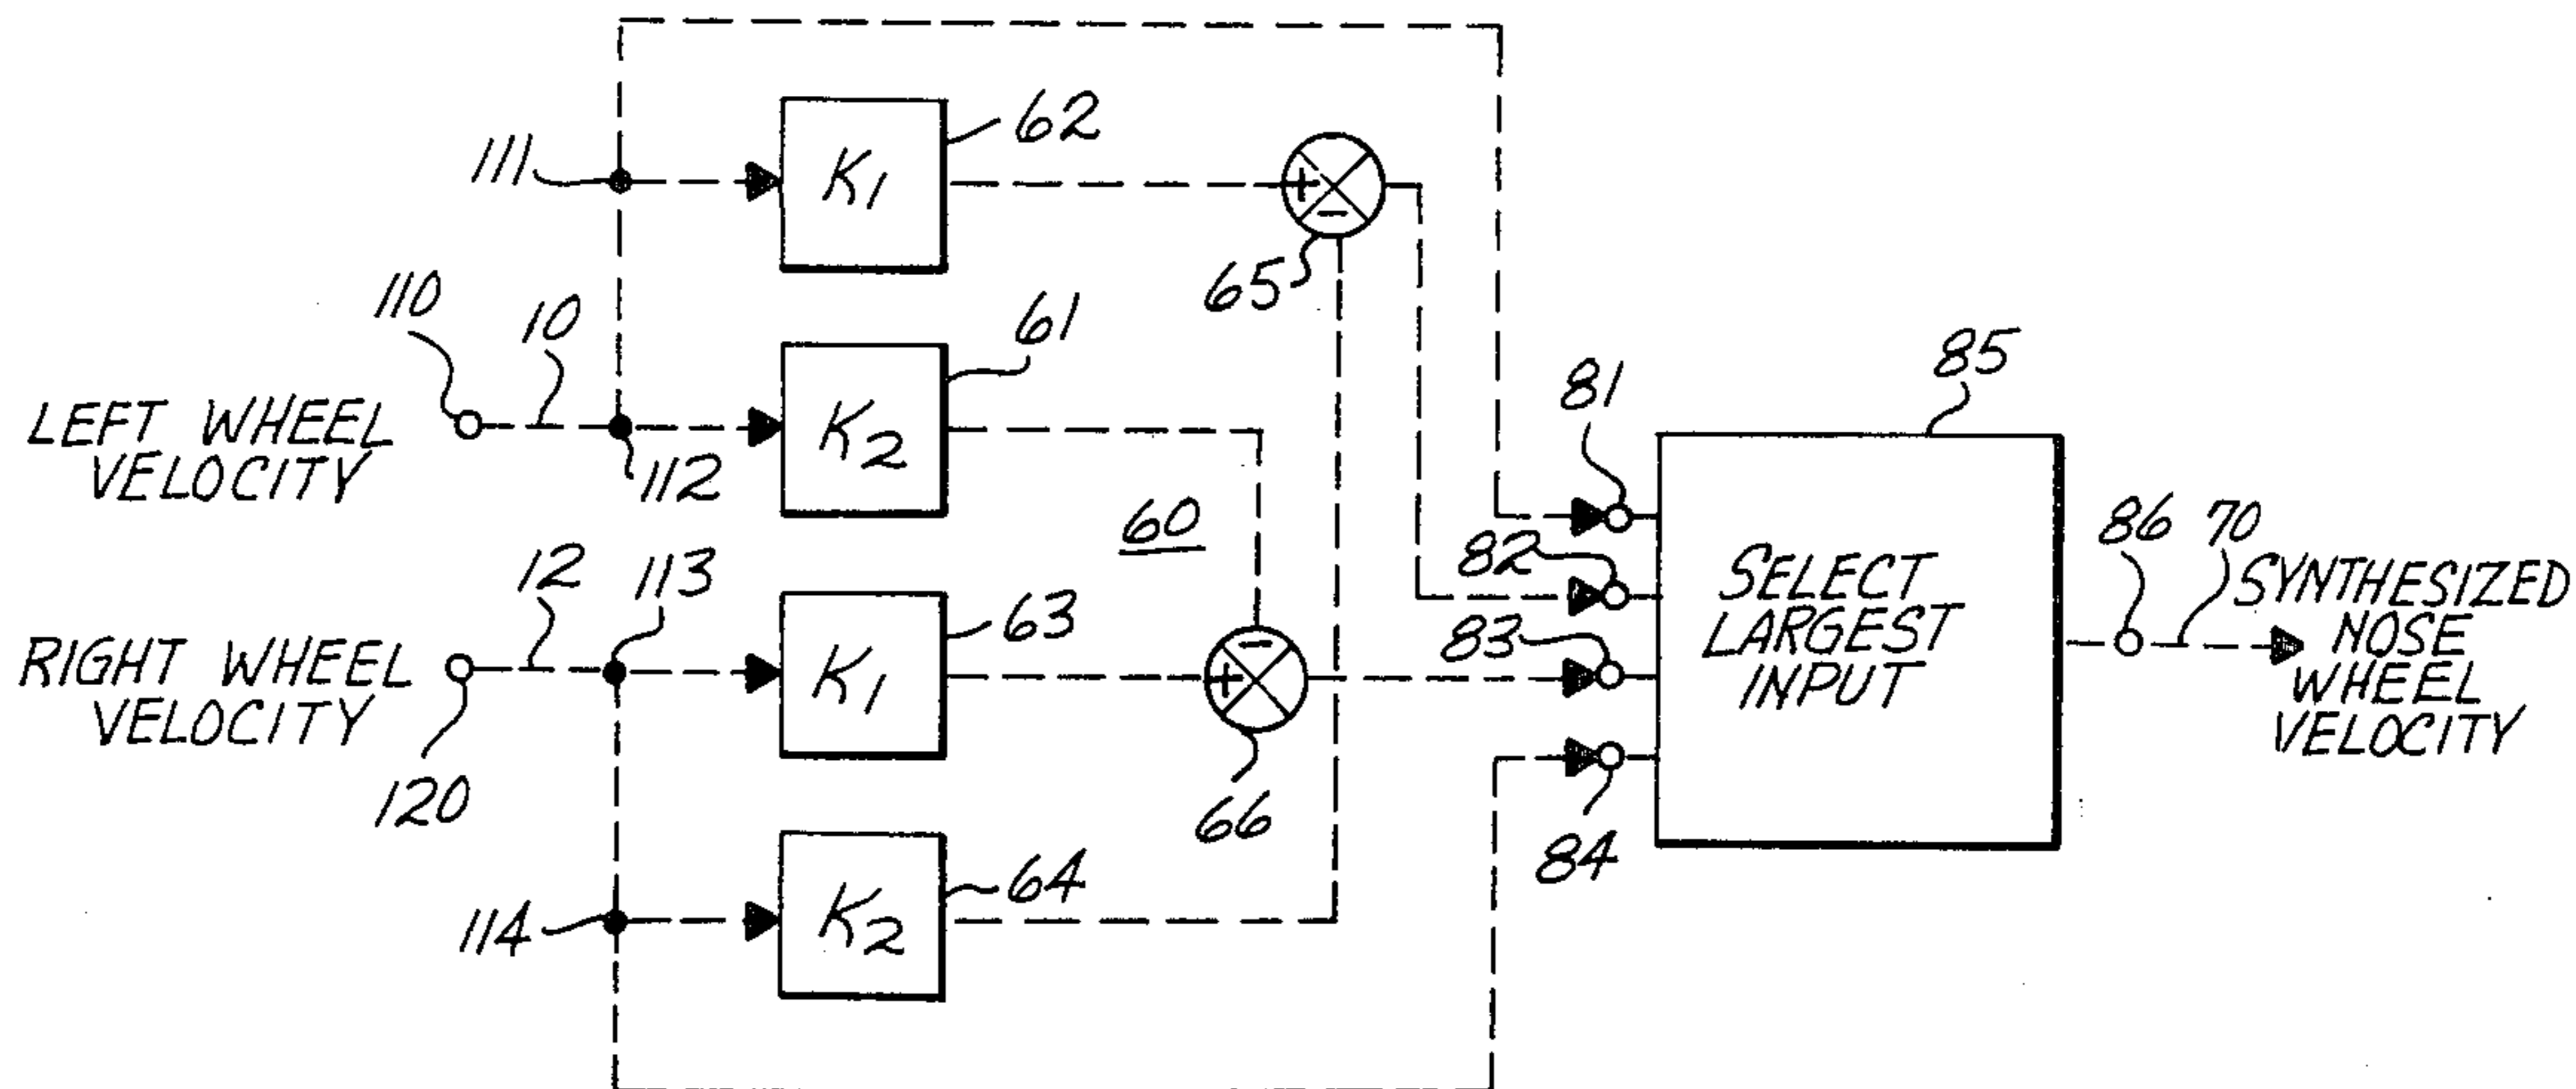 62
111
K1
+
−
65
110
10
61
LEFT WHEEL
VELOCITY
K2
112
60
81
85
82
86
70
SELECT
LARGEST
INPUT
SYNTHESIZED
NOSE
WHEEL
VELOCITY
12
113
63
−
83
RIGHT WHEEL
VELOCITY
K1
+
120
66
84
64
114
K2